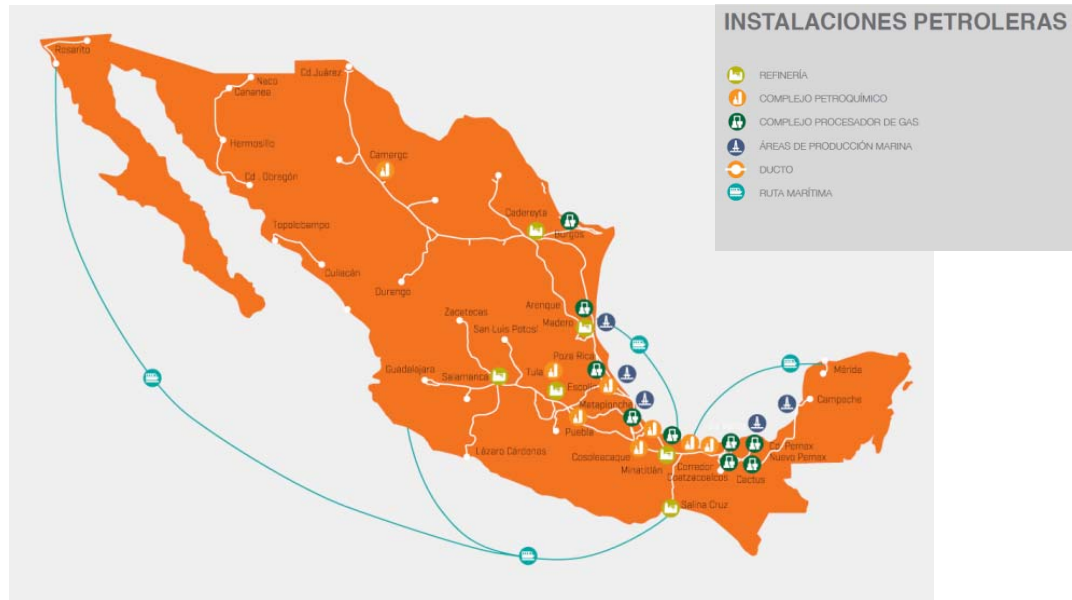 INSTALACIONES PETROLERAS
REFINERÍA
COMPLEJO PETROQUÍMICO
COMPLEJO PROCESADOR DE GAS
ÁREAS DE PRODUCCIÓN MARINA
DUCTO
RUTA MARÍTIMA
Rosarito
Naco
Cananea
Cd.Juárez
Hermosillo
Cd . Obregón
Camargo
Topolobampo
Culiacán
Durango
Cadereyta
Burgos
Arenque
Madero
Zacatecas
San Luis Potosí
Poza Rica
Guadalajara
Salamanca
Tula
Escolín
Matapionche
Mérida
Campeche
Puebla
Lázaro Cárdenas
Cosoleacaque
Minatitlán
Corredor
Coatzacoalcos
Cactus
Cd. Pemex
Nuevo Pemex
Salina Cruz